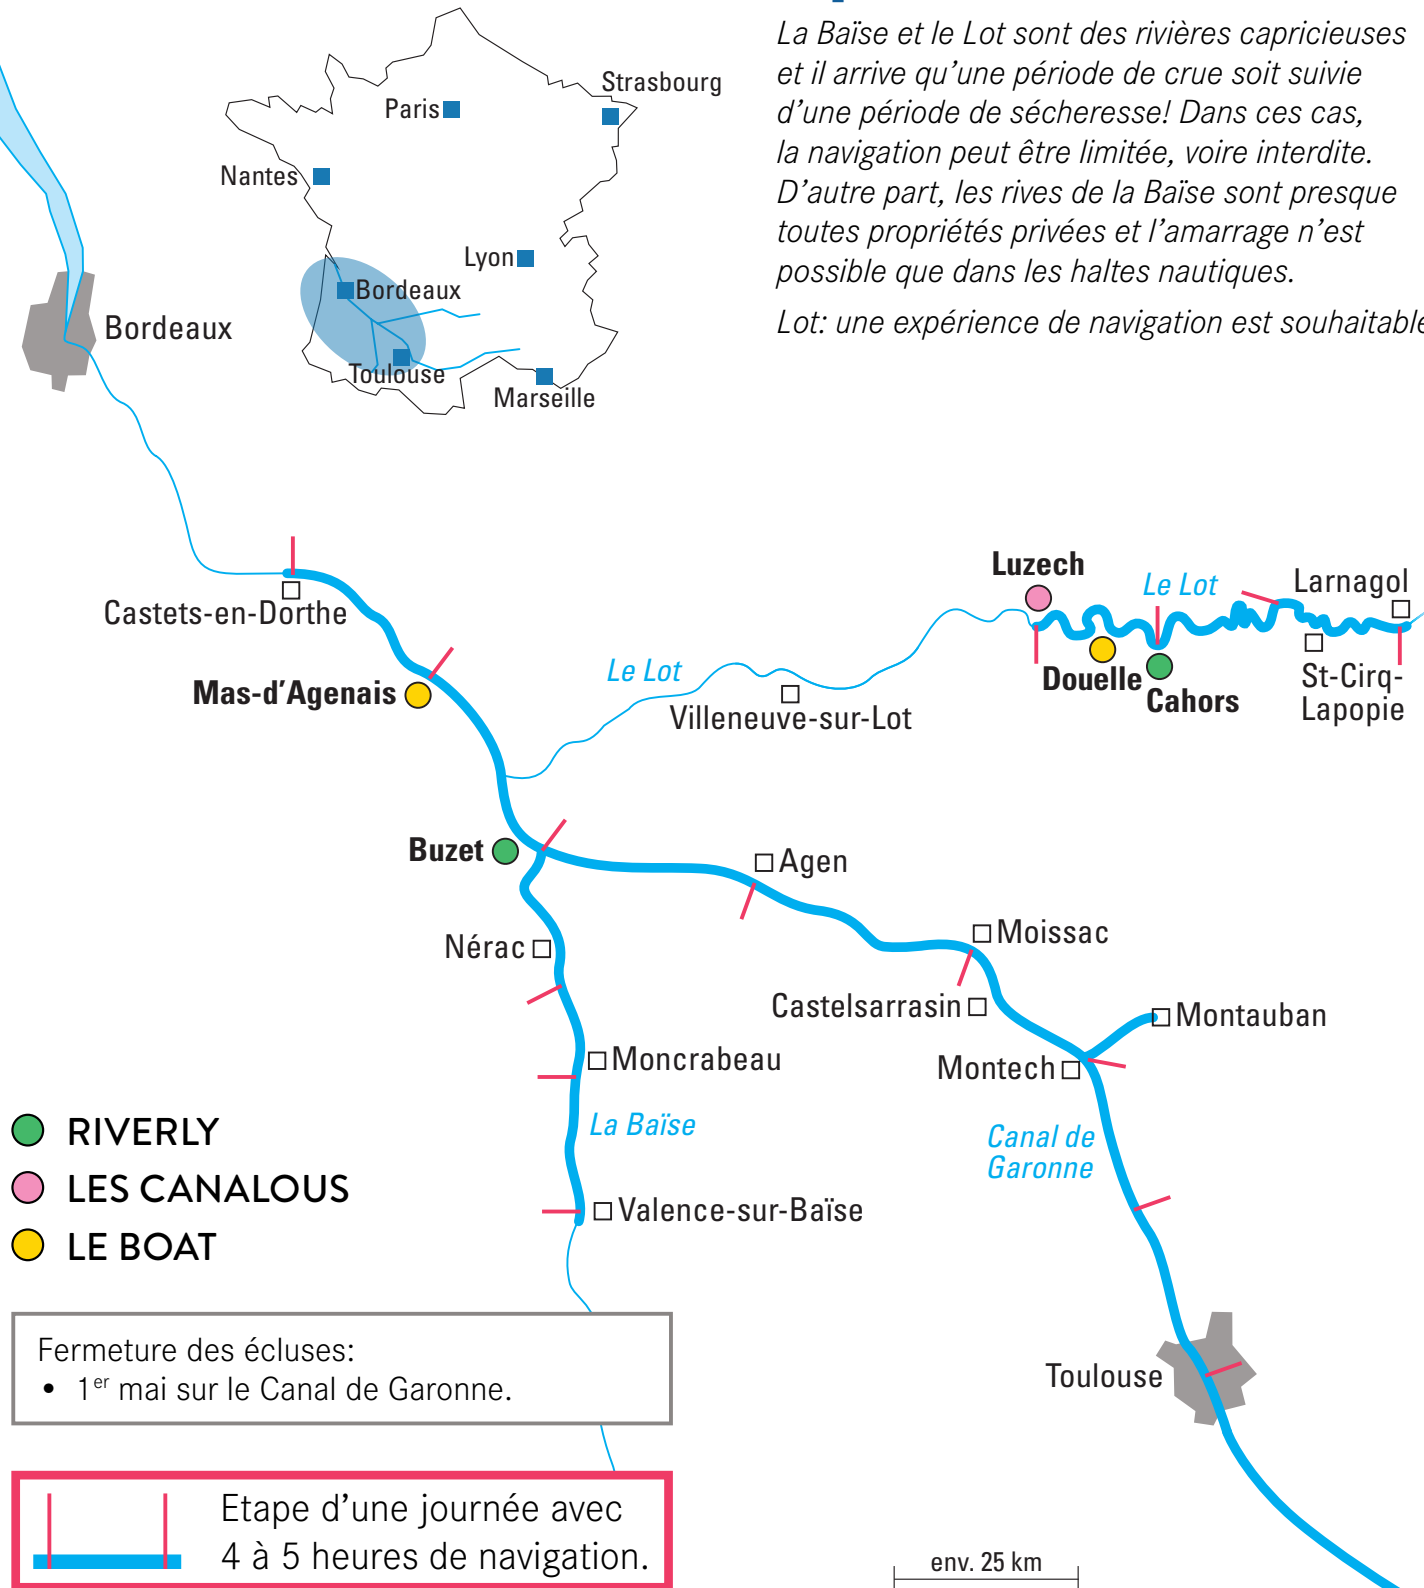 La Baïse et le Lot sont des rivières capricieuses
et il arrive qu’une période de crue soit suivie
d’une période de sécheresse! Dans ces cas,
la navigation peut être limitée, voire interdite.
D’autre part, les rives de la Baïse sont presque
toutes propriétés privées et l’amarrage n’est
possible que dans les haltes nautiques.
Lot: une expérience de navigation est souhaitable
Strasbourg
Paris
Nantes
Lyon
Bordeaux
Toulouse
Marseille
Bordeaux
Castets-en-Dorthe
Mas-d’Agenais
Le Lot
Villeneuve-sur-Lot
Luzech
Le Lot
Larnagol
Douelle
Cahors
St-Cirq-
Lapopie
Buzet
Agen
Nérac
Moissac
Castelsarrasin
Montauban
Moncrabeau
Montech
La Baïse
Canal de
Garonne
Valence-sur-Baïse
Toulouse
RIVERLY
LES CANALOUS
LE BOAT
Fermeture des écluses:
• 1er mai sur le Canal de Garonne.
Etape d’une journée avec
4 à 5 heures de navigation.
env. 25 km